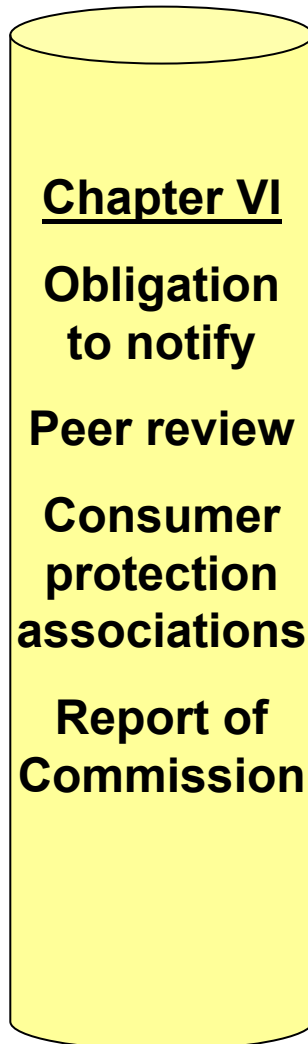 Chapter VI
Obligation
to notify
Peer review
Consumer
protection
associations
Report of
Commission